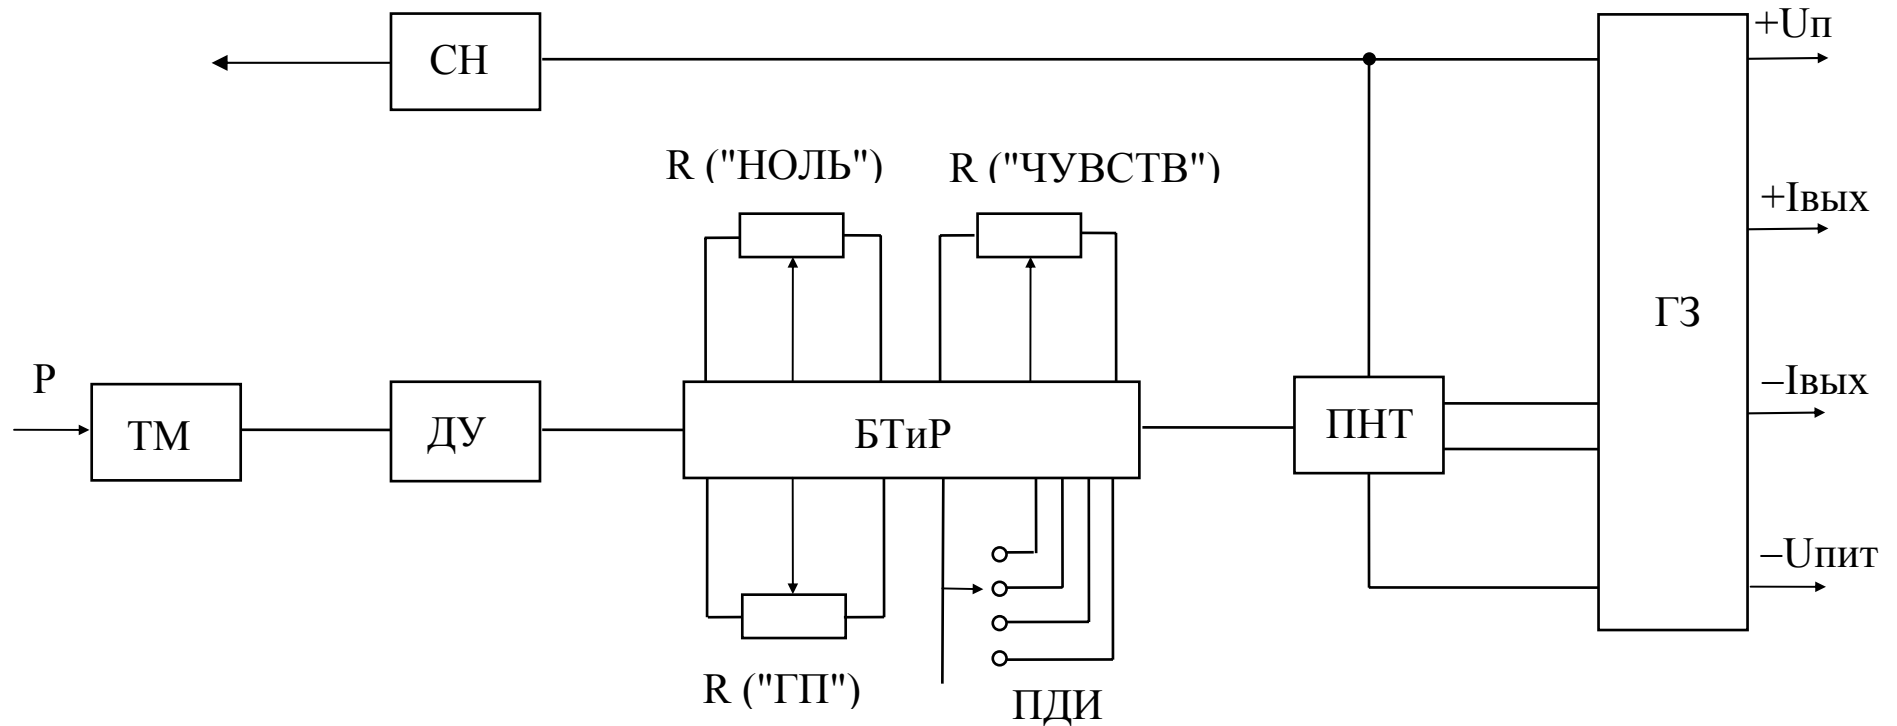 +Uп
СН
R ("НОЛЬ")
R ("ЧУВСТВ")
+Iвых
ГЗ
P
ТМ
ДУ
БТиР
ПНТ
–Iвых
–Uпит
R ("ГП")
ПДИ